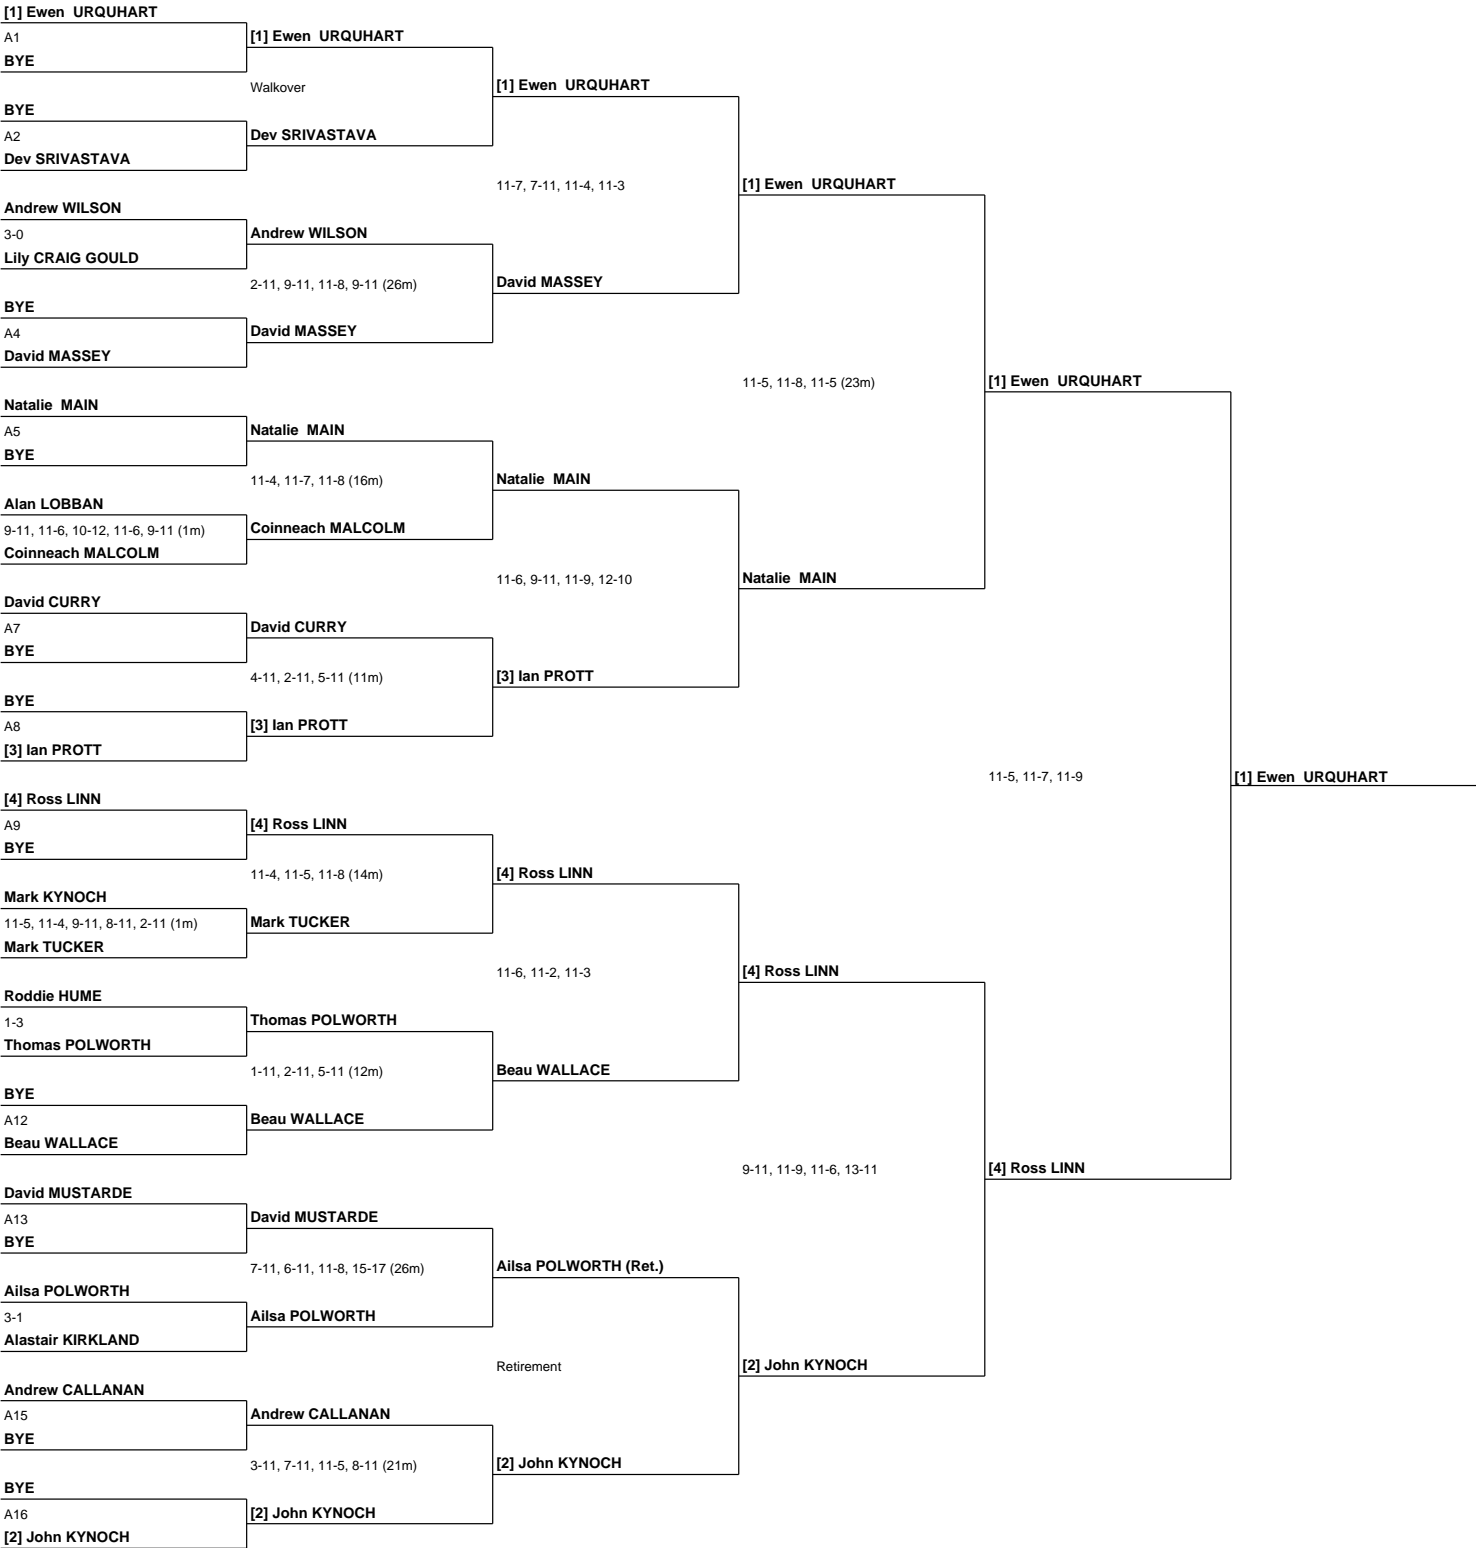 [1] Ewen  URQUHART
A1
BYE
BYE
A2
Dev SRIVASTAVA
Andrew WILSON
3-0
Lily CRAIG GOULD
BYE
A4
David MASSEY
Natalie  MAIN
A5
BYE
Alan LOBBAN
9-11, 11-6, 10-12, 11-6, 9-11 (1m)
Coinneach MALCOLM
David CURRY
A7
BYE
BYE
A8
[3] Ian PROTT
[4] Ross LINN
A9
BYE
Mark KYNOCH
11-5, 11-4, 9-11, 8-11, 2-11 (1m)
Mark TUCKER
Roddie HUME
1-3
Thomas POLWORTH
BYE
A12
Beau WALLACE
David MUSTARDE
A13
BYE
Ailsa POLWORTH
3-1
Alastair KIRKLAND
Andrew CALLANAN
A15
BYE
BYE
A16
[2] John KYNOCH
[1] Ewen  URQUHART
Walkover
Dev SRIVASTAVA
Andrew WILSON
2-11, 9-11, 11-8, 9-11 (26m)
David MASSEY
Natalie  MAIN
11-4, 11-7, 11-8 (16m)
Coinneach MALCOLM
David CURRY
4-11, 2-11, 5-11 (11m)
[3] Ian PROTT
[4] Ross LINN
11-4, 11-5, 11-8 (14m)
Mark TUCKER
Thomas POLWORTH
1-11, 2-11, 5-11 (12m)
Beau WALLACE
David MUSTARDE
7-11, 6-11, 11-8, 15-17 (26m)
Ailsa POLWORTH
Andrew CALLANAN
3-11, 7-11, 11-5, 8-11 (21m)
[2] John KYNOCH
[1] Ewen  URQUHART
11-7, 7-11, 11-4, 11-3
David MASSEY
Natalie  MAIN
11-6, 9-11, 11-9, 12-10
[3] Ian PROTT
[4] Ross LINN
11-6, 11-2, 11-3
Beau WALLACE
Ailsa POLWORTH (Ret.)
Retirement
[2] John KYNOCH
[1] Ewen  URQUHART
11-5, 11-8, 11-5 (23m)
Natalie  MAIN
[4] Ross LINN
9-11, 11-9, 11-6, 13-11
[2] John KYNOCH
[1] Ewen  URQUHART
11-5, 11-7, 11-9
[4] Ross LINN
[1] Ewen  URQUHART